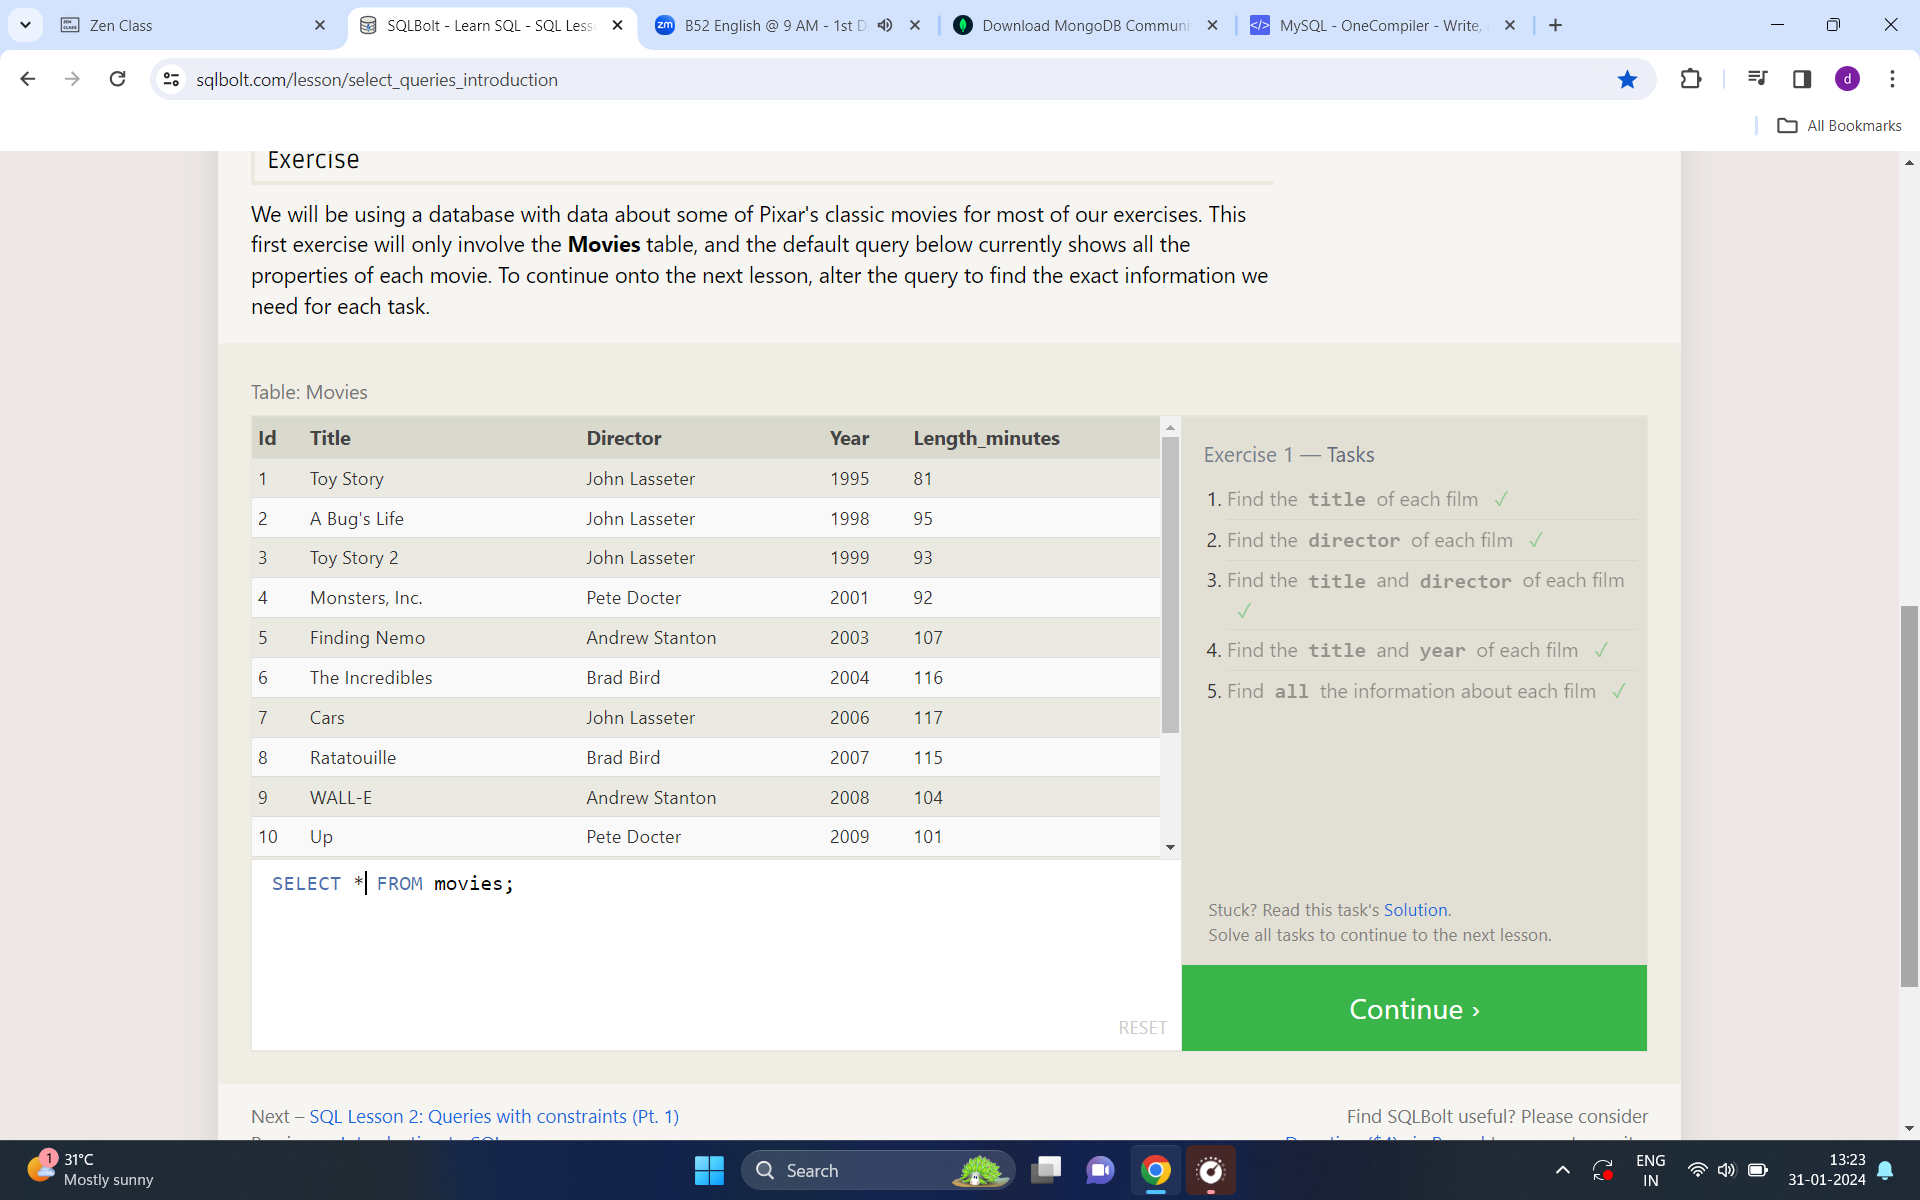 Zen Class
SQLBolt - Learn SQL - SQL Less
B52 English @ 9 AM - 1st D
Download MongoDB Communi
MySQL - OneCompiler - Write,
sqlbolt.com/lesson/select_queries_introduction
d
All Bookmarks
Exercise
We will be using a database with data about some of Pixar's classic movies for most of our exercises. This
first exercise will only involve the Movies table, and the default query below currently shows all the
properties of each movie. To continue onto the next lesson, alter the query to find the exact information we
need for each task.
Table: Movies
Id Title Director Year Length_minutes
1 Toy Story John Lasseter 1995 81
2 A Bug's Life John Lasseter 1998 95
3 Toy Story 2 John Lasseter 1999 93
4 Monsters, Inc. Pete Docter 2001 92
5 Finding Nemo Andrew Stanton 2003 107
6 The Incredibles Brad Bird 2004 116
7 Cars John Lasseter 2006 117
8 Ratatouille Brad Bird 2007 115
9 WALL-E Andrew Stanton 2008 104
10 Up Pete Docter 2009 101
SELECT * FROM movies;
RESET
Exercise 1 — Tasks
1. Find the title of each film ✓
2. Find the director of each film ✓
3. Find the title and director of each film
✓
4. Find the title and year of each film ✓
5. Find all the information about each film ✓
Stuck? Read this task's Solution.
Solve all tasks to continue to the next lesson.
Continue ›
Next – SQL Lesson 2: Queries with constraints (Pt. 1)
Find SQLBolt useful? Please consider
1
31°C
Mostly sunny
Search
zm
ENG
IN
13:23
31-01-2024